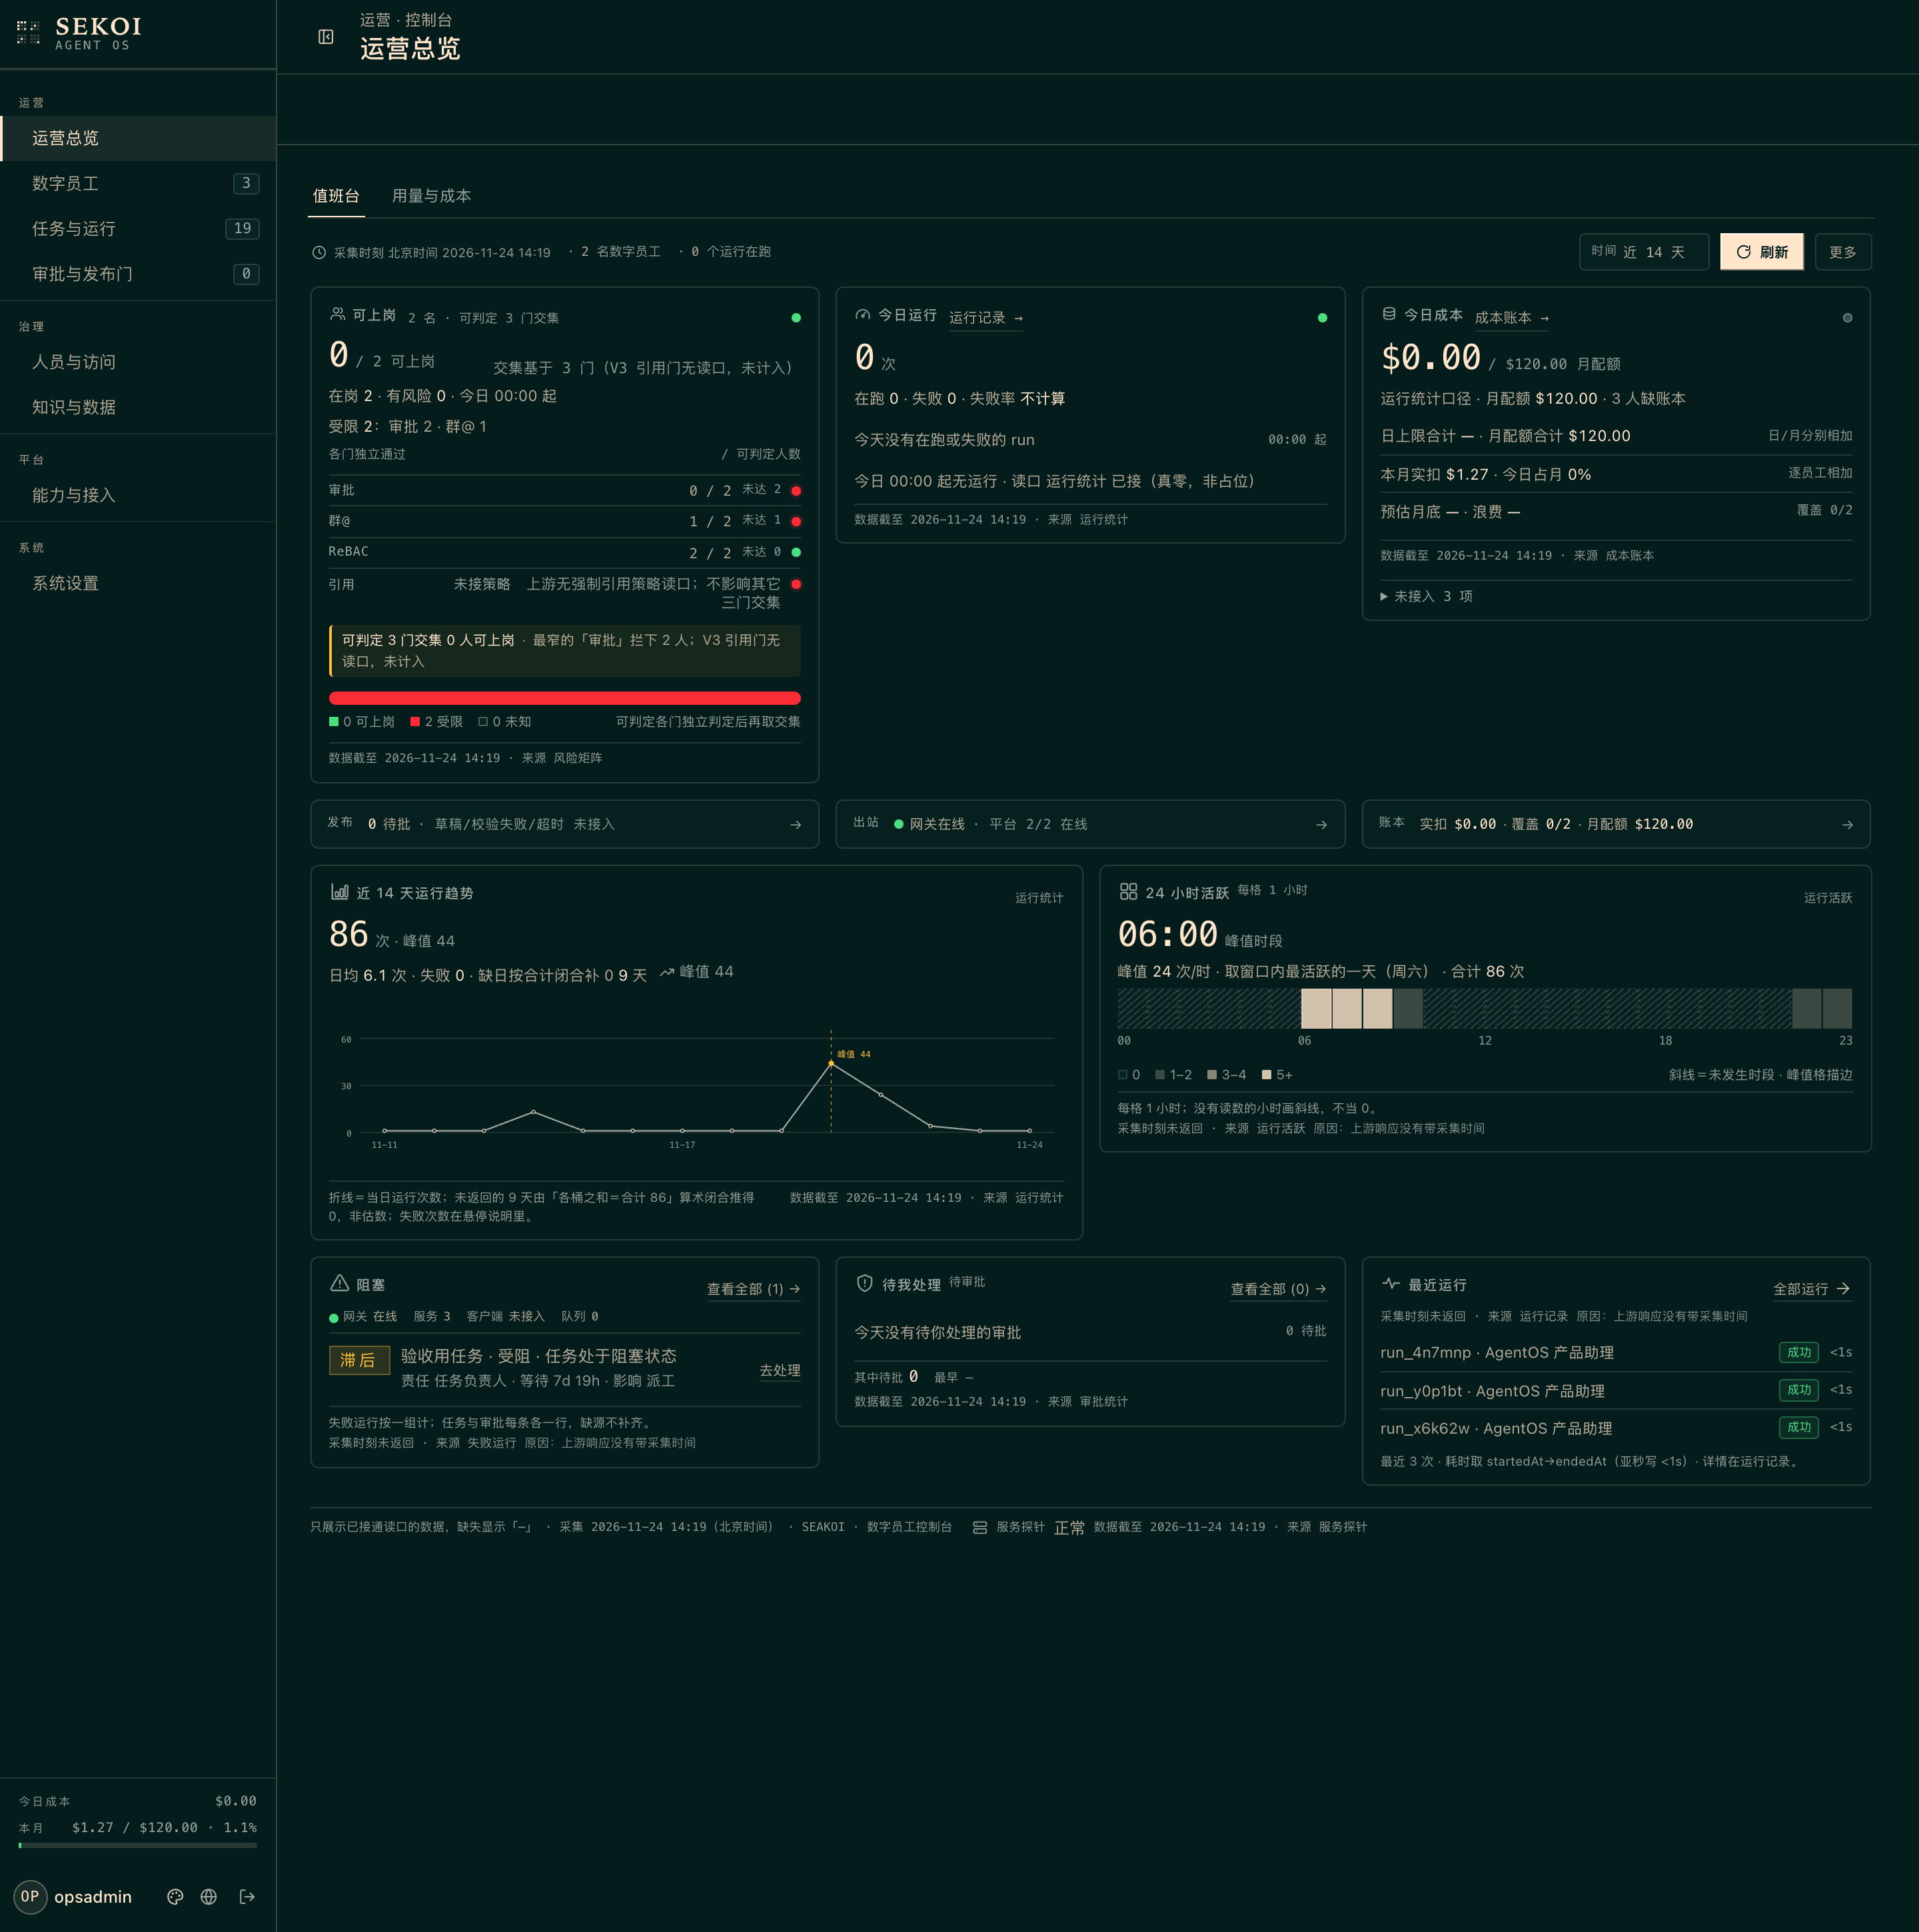 SEKOI
AGENT OS
运营
运营总览
数字员工 3
任务与运行 19
审批与发布门 0
治理
人员与访问
知识与数据
平台
能力与接入
系统
系统设置
今日成本 $0.00
本月 $1.27 / $120.00 · 1.1%
OP opsadmin
运营 · 控制台
运营总览
值班台 用量与成本
采集时刻 北京时间 2026-11-24 14:19 · 2 名数字员工 · 0 个运行在跑
时间 近 14 天 刷新 更多
可上岗 2 名 · 可判定 3 门交集
0 / 2 可上岗 交集基于 3 门（V3 引用门无读口，未计入）
在岗 2 · 有风险 0 · 今日 00:00 起
受限 2：审批 2 · 群@ 1
各门独立通过 / 可判定人数
审批 0 / 2 未达 2
群@ 1 / 2 未达 1
ReBAC 2 / 2 未达 0
引用 未接策略 上游无强制引用策略读口；不影响其它
三门交集
可判定 3 门交集 0 人可上岗 · 最窄的「审批」拦下 2 人；V3 引用门无
读口，未计入
0 可上岗 2 受限 0 未知 可判定各门独立判定后再取交集
数据截至 2026-11-24 14:19 · 来源 风险矩阵
今日运行 运行记录 →
0 次
在跑 0 · 失败 0 · 失败率 不计算
今天没有在跑或失败的 run 00:00 起
今日 00:00 起无运行 · 读口 运行统计 已接（真零，非占位）
数据截至 2026-11-24 14:19 · 来源 运行统计
今日成本 成本账本 →
$0.00 / $120.00 月配额
运行统计口径 · 月配额 $120.00 · 3 人缺账本
日上限合计 — · 月配额合计 $120.00 日/月分别相加
本月实扣 $1.27 · 今日占月 0% 逐员工相加
预估月底 — · 浪费 — 覆盖 0/2
数据截至 2026-11-24 14:19 · 来源 成本账本
▶ 未接入 3 项
发布 0 待批 · 草稿/校验失败/超时 未接入 →
出站 网关在线 · 平台 2/2 在线 →
账本 实扣 $0.00 · 覆盖 0/2 · 月配额 $120.00 →
近 14 天运行趋势 运行统计
86 次 · 峰值 44
日均 6.1 次 · 失败 0 · 缺日按合计闭合补 0 9 天 峰值 44
60
峰值 44
30
0
11-11 11-17 11-24
折线＝当日运行次数；未返回的 9 天由「各桶之和＝合计 86」算术闭合推得
0，非估数；失败次数在悬停说明里。
数据截至 2026-11-24 14:19 · 来源 运行统计
24 小时活跃 每格 1 小时 运行活跃
06:00 峰值时段
峰值 24 次/时 · 取窗口内最活跃的一天（周六） · 合计 86 次
00 06 12 18 23
0 1–2 3–4 5+ 斜线＝未发生时段 · 峰值格描边
每格 1 小时；没有读数的小时画斜线，不当 0。
采集时刻未返回 · 来源 运行活跃 原因：上游响应没有带采集时间
阻塞 查看全部 (1) →
网关 在线 服务 3 客户端 未接入 队列 0
滞后 验收用任务 · 受阻 · 任务处于阻塞状态
责任 任务负责人 · 等待 7d 19h · 影响 派工
去处理
失败运行按一组计；任务与审批每条各一行，缺源不补齐。
采集时刻未返回 · 来源 失败运行 原因：上游响应没有带采集时间
待我处理 待审批 查看全部 (0) →
今天没有待你处理的审批 0 待批
其中待批 0 最早 —
数据截至 2026-11-24 14:19 · 来源 审批统计
最近运行 全部运行 →
采集时刻未返回 · 来源 运行记录 原因：上游响应没有带采集时间
run_4n7mnp · AgentOS 产品助理 成功 <1s
run_y0p1bt · AgentOS 产品助理 成功 <1s
run_x6k62w · AgentOS 产品助理 成功 <1s
最近 3 次 · 耗时取 startedAt→endedAt（亚秒写 <1s）· 详情在运行记录。
只展示已接通读口的数据，缺失显示「—」 · 采集 2026-11-24 14:19（北京时间） · SEAKOI · 数字员工控制台 服务探针 正常 数据截至 2026-11-24 14:19 · 来源 服务探针